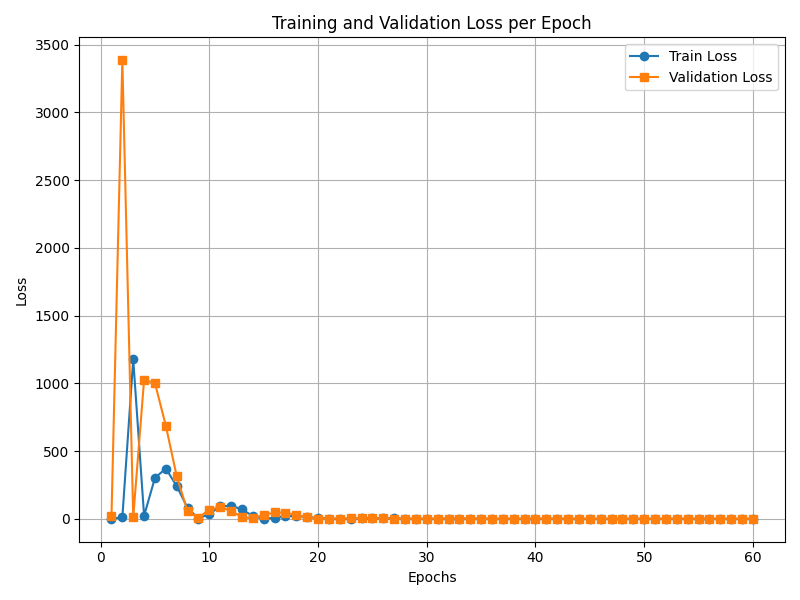 Training and Validation Loss per Epoch
Train Loss
Validation Loss
3500
3000
2500
2000
1500
1000
500
0
Loss
0 10 20 30 40 50 60
Epochs